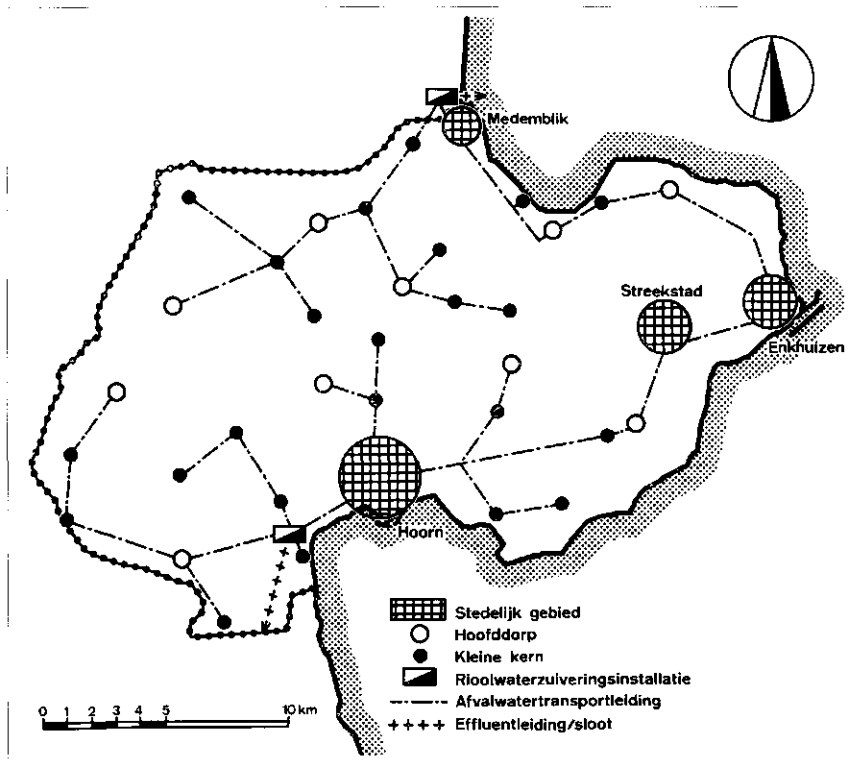 Medemblik
Streekstad
Enkhuizen
Hoorn
Stedelijk gebied
Hoofddorp
Kleine kern
Rioolwaterzuiveringsinstallatie
Afvalwatertransportleiding
Effluentleiding/sloot
0 1 2 3 4 5 10 km